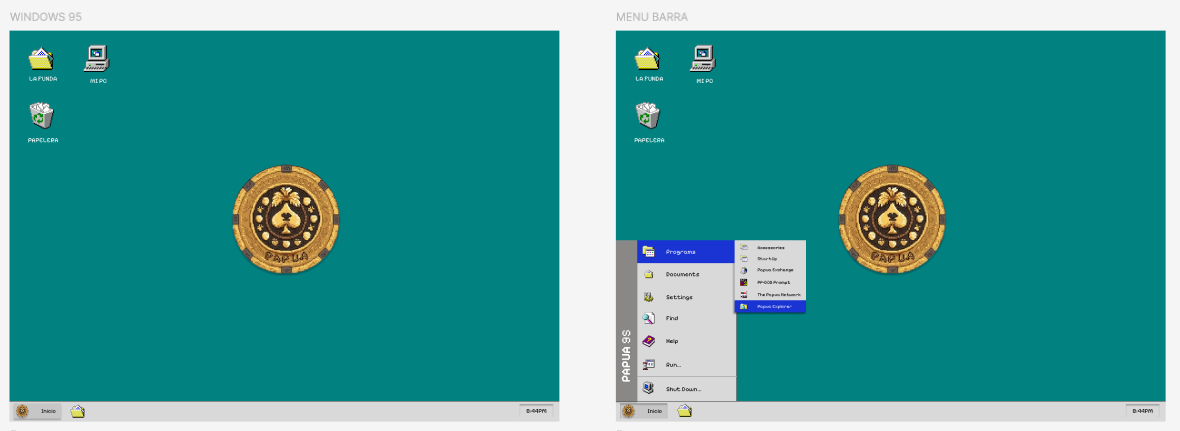 WINDOWS 95
LA FUNDA
MI PC
PAPELERA
PAPUA
Inicio
8:44PM
MENU BARRA
LA FUNDA
MI PC
PAPELERA
PAPUA
PAPUA 95
Programs
Documents
Settings
Find
Help
Run...
Shut Down...
Accessories
StartUp
Papua Exchange
PP-DOS Prompt
The Papua Network
Papua Explorer
Inicio
8:44PM